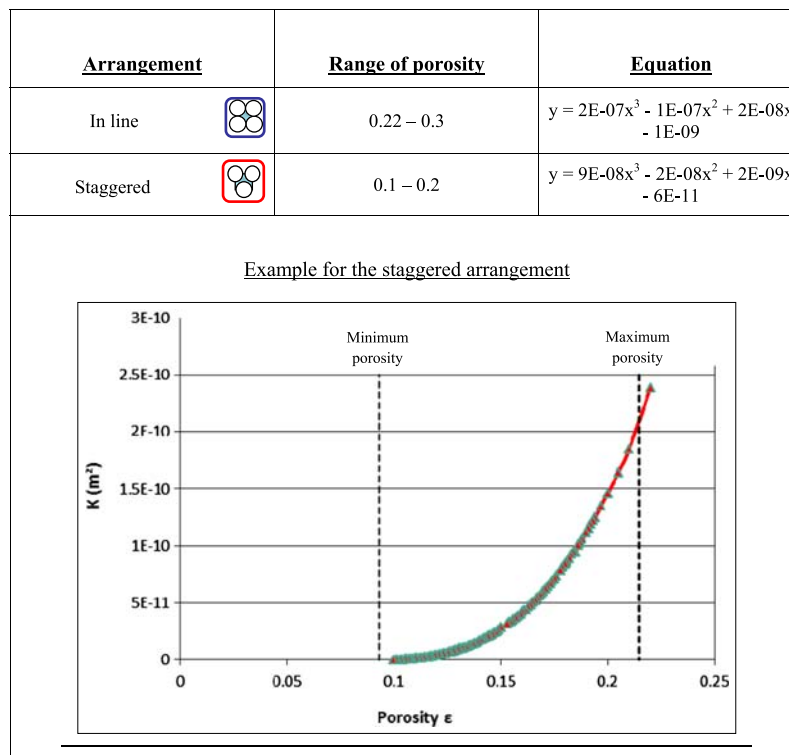 Arrangement Range of porosity Equation
In line 0.22 – 0.3 y = 2E-07x³ - 1E-07x² + 2E-08x
- 1E-09
Staggered 0.1 – 0.2 y = 9E-08x³ - 2E-08x² + 2E-09x
- 6E-11
Example for the staggered arrangement
3E-10
Minimum porosity
Maximum porosity
2.5E-10
2E-10
1.5E-10
1E-10
5E-11
0
K (m²)
0 0.05 0.1 0.15 0.2 0.25
Porosity ε